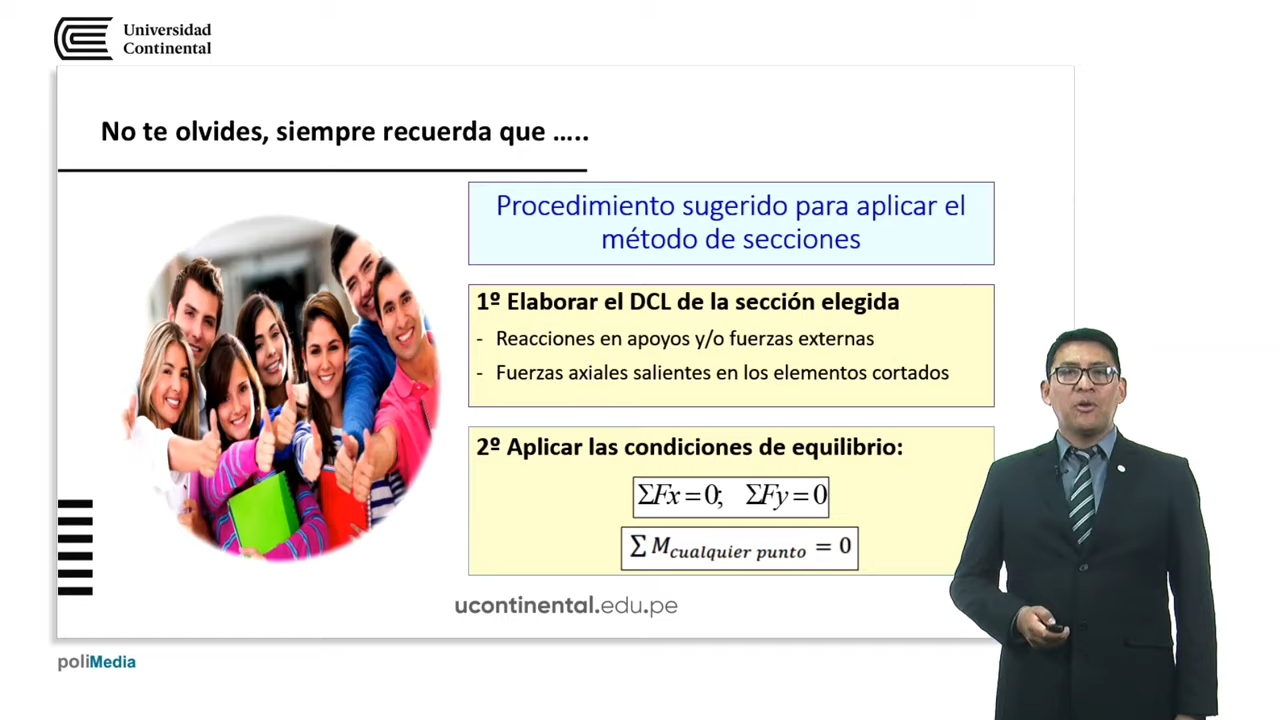 Universidad
Continental
No te olvides, siempre recuerda que …..
Procedimiento sugerido para aplicar el
método de secciones
1º Elaborar el DCL de la sección elegida
- Reacciones en apoyos y/o fuerzas externas
- Fuerzas axiales salientes en los elementos cortados
2º Aplicar las condiciones de equilibrio:
ΣFx = 0; ΣFy = 0
∑ M cualquier punto = 0
ucontinental.edu.pe
poliMedia